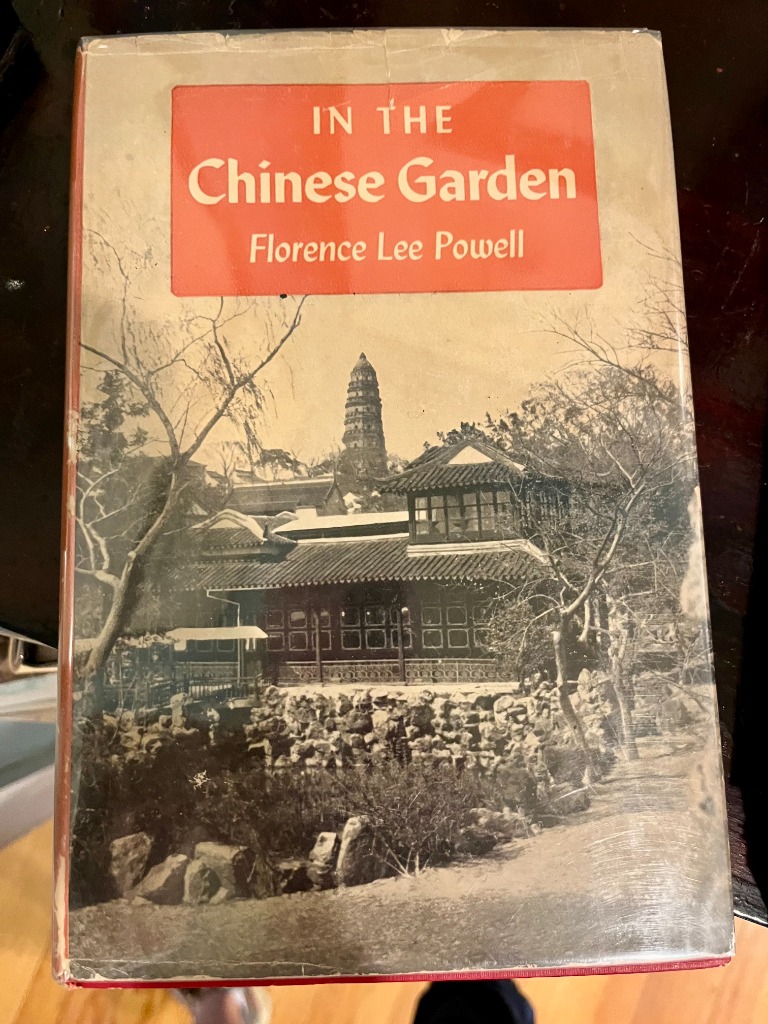 IN THE
Chinese Garden
Florence Lee Powell